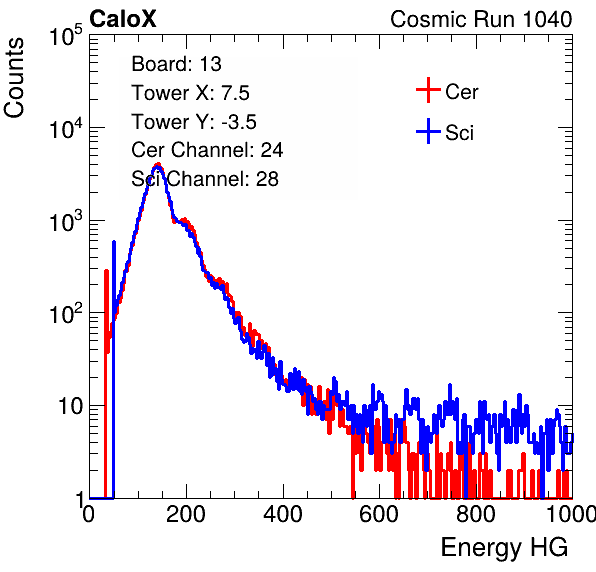 CaloX Cosmic Run 1040
Counts
10^5
10^4
10^3
10^2
10
1
Board: 13
Tower X: 7.5
Tower Y: -3.5
Cer Channel: 24
Sci Channel: 28
Cer
Sci
0 200 400 600 800 1000
Energy HG